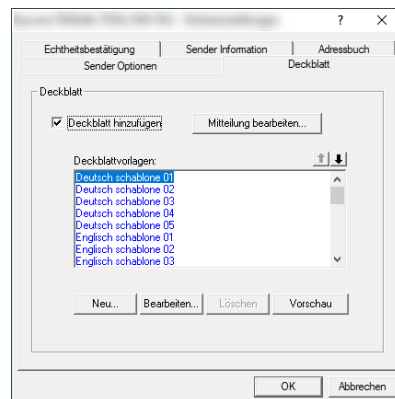 ?
Echtheitsbestätigung Sender Information Adressbuch
Sender Optionen Deckblatt
Deckblatt
Deckblatt hinzufügen Mitteilung bearbeiten...
Deckblattvorlagen:
Deutsch schablone 01
Deutsch schablone 02
Deutsch schablone 03
Deutsch schablone 04
Deutsch schablone 05
Englisch schablone 01
Englisch schablone 02
Englisch schablone 03
Neu... Bearbeiten... Löschen Vorschau
OK Abbrechen